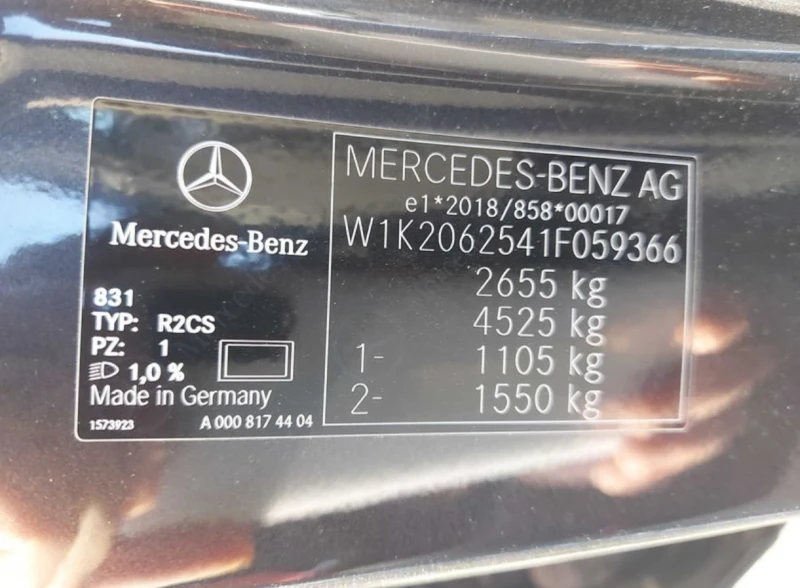 Mercedes-Benz
831
TYP: R2CS
PZ: 1
1,0 %
Made in Germany
1573923
A 000 817 44 04
MERCEDES-BENZ AG
e1*2018/858*00017
W1K2062541F059366
2655 kg
4525 kg
1- 1105 kg
2- 1550 kg